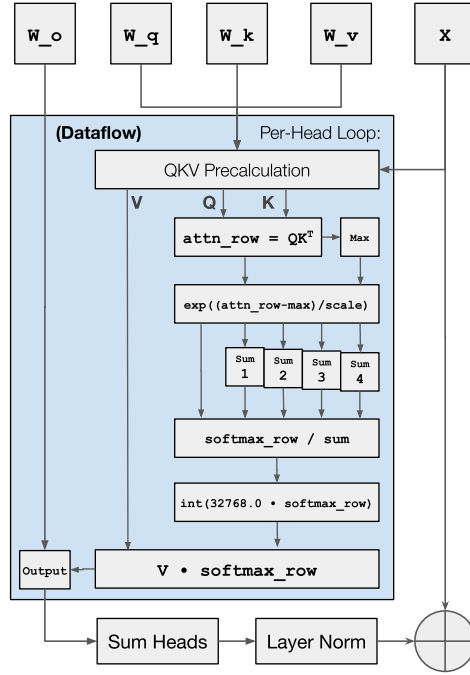 W_o
W_q
W_k
W_v
X
(Dataflow)
Per-Head Loop:
QKV Precalculation
V
Q
K
attn_row = QKᵀ
Max
exp((attn_row-max)/scale)
Sum
1
Sum
2
Sum
3
Sum
4
softmax_row / sum
int(32768.0 • softmax_row)
Output
V • softmax_row
Sum Heads
Layer Norm